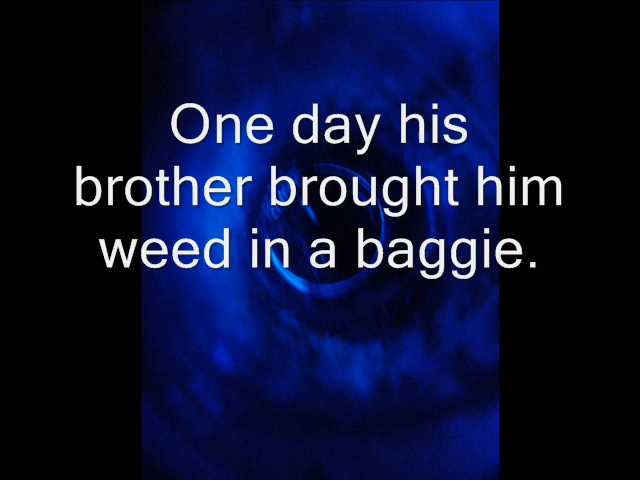 One day his
brother brought him
weed in a baggie.